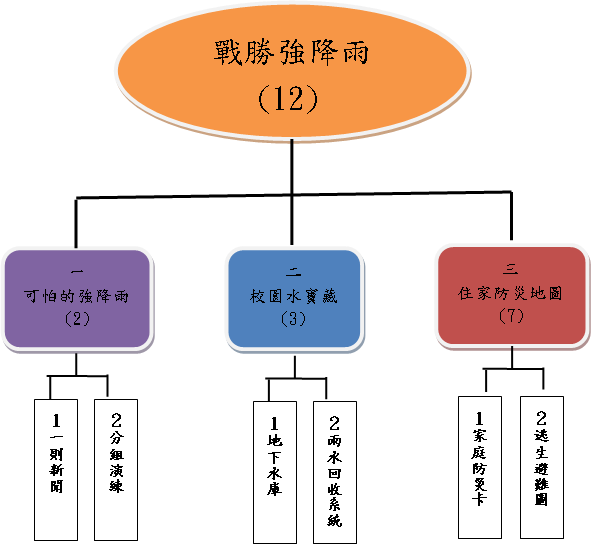 戰勝強降雨
(12)
一
可怕的強降雨
(2)
二
校園水寶藏
(3)
三
住家防災地圖
(7)
1一則新聞
2分組演練
1地下水庫
2雨水回收系統
1家庭防災卡
2逃生避難圖